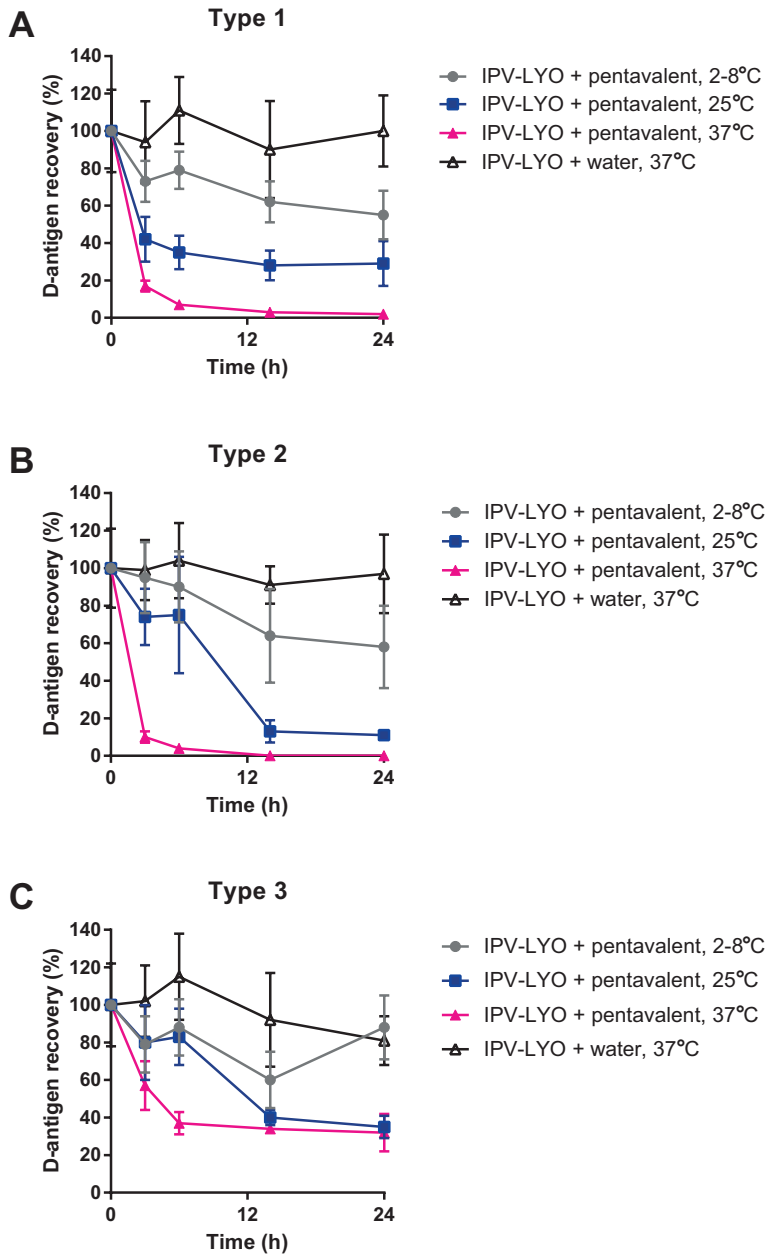 A
Type 1
D-antigen recovery (%)
140
120
100
80
60
40
20
0
0
12
24
Time (h)
IPV-LYO + pentavalent, 2-8°C
IPV-LYO + pentavalent, 25°C
IPV-LYO + pentavalent, 37°C
IPV-LYO + water, 37°C
B
Type 2
D-antigen recovery (%)
140
120
100
80
60
40
20
0
0
12
24
Time (h)
IPV-LYO + pentavalent, 2-8°C
IPV-LYO + pentavalent, 25°C
IPV-LYO + pentavalent, 37°C
IPV-LYO + water, 37°C
C
Type 3
D-antigen recovery (%)
140
120
100
80
60
40
20
0
0
12
24
Time (h)
IPV-LYO + pentavalent, 2-8°C
IPV-LYO + pentavalent, 25°C
IPV-LYO + pentavalent, 37°C
IPV-LYO + water, 37°C